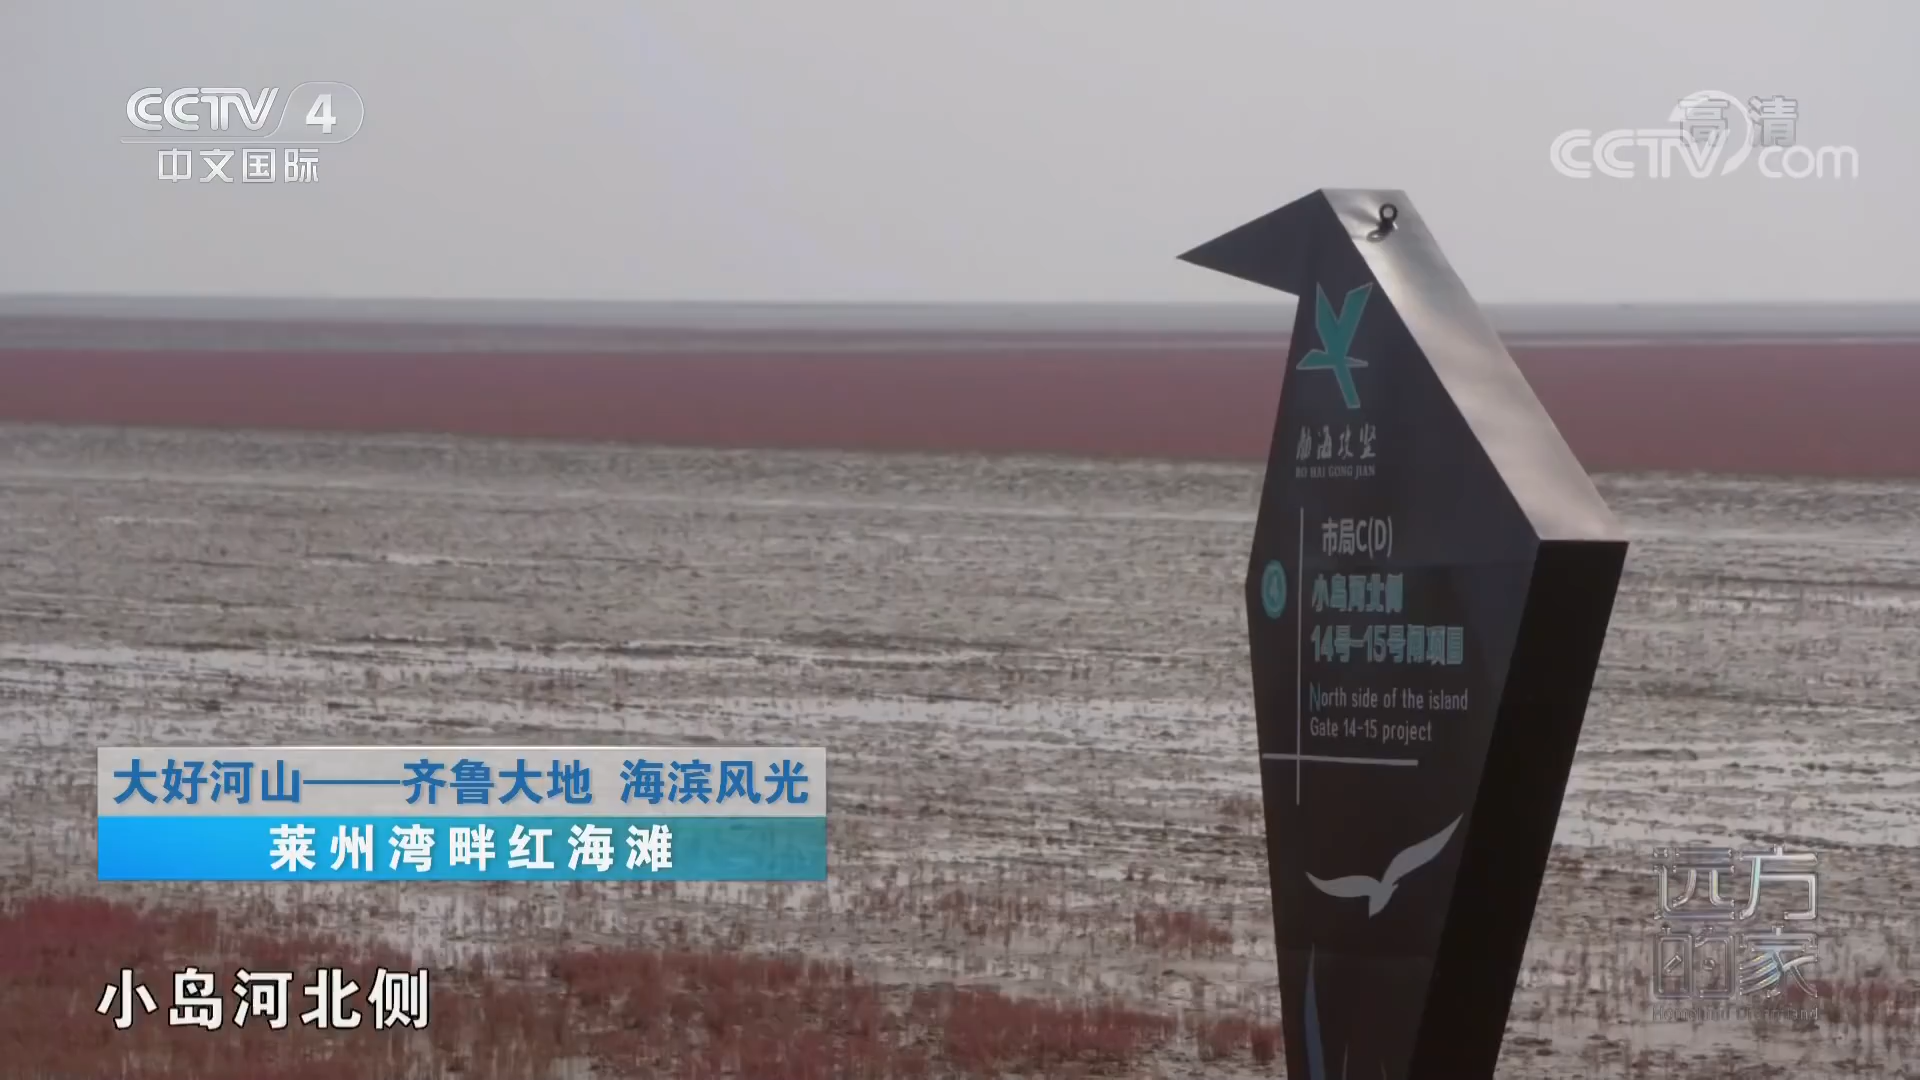 CCTV 4
中文国际
高清
CCTV com
渤海攻坚
BO HAI GONG JIAN
市局C(D)
4
小岛河北侧
14号-15号闸项目
North side of the island
Gate 14-15 project
大好河山——齐鲁大地 海滨风光
莱州湾畔红海滩
远方的家
小岛河北侧